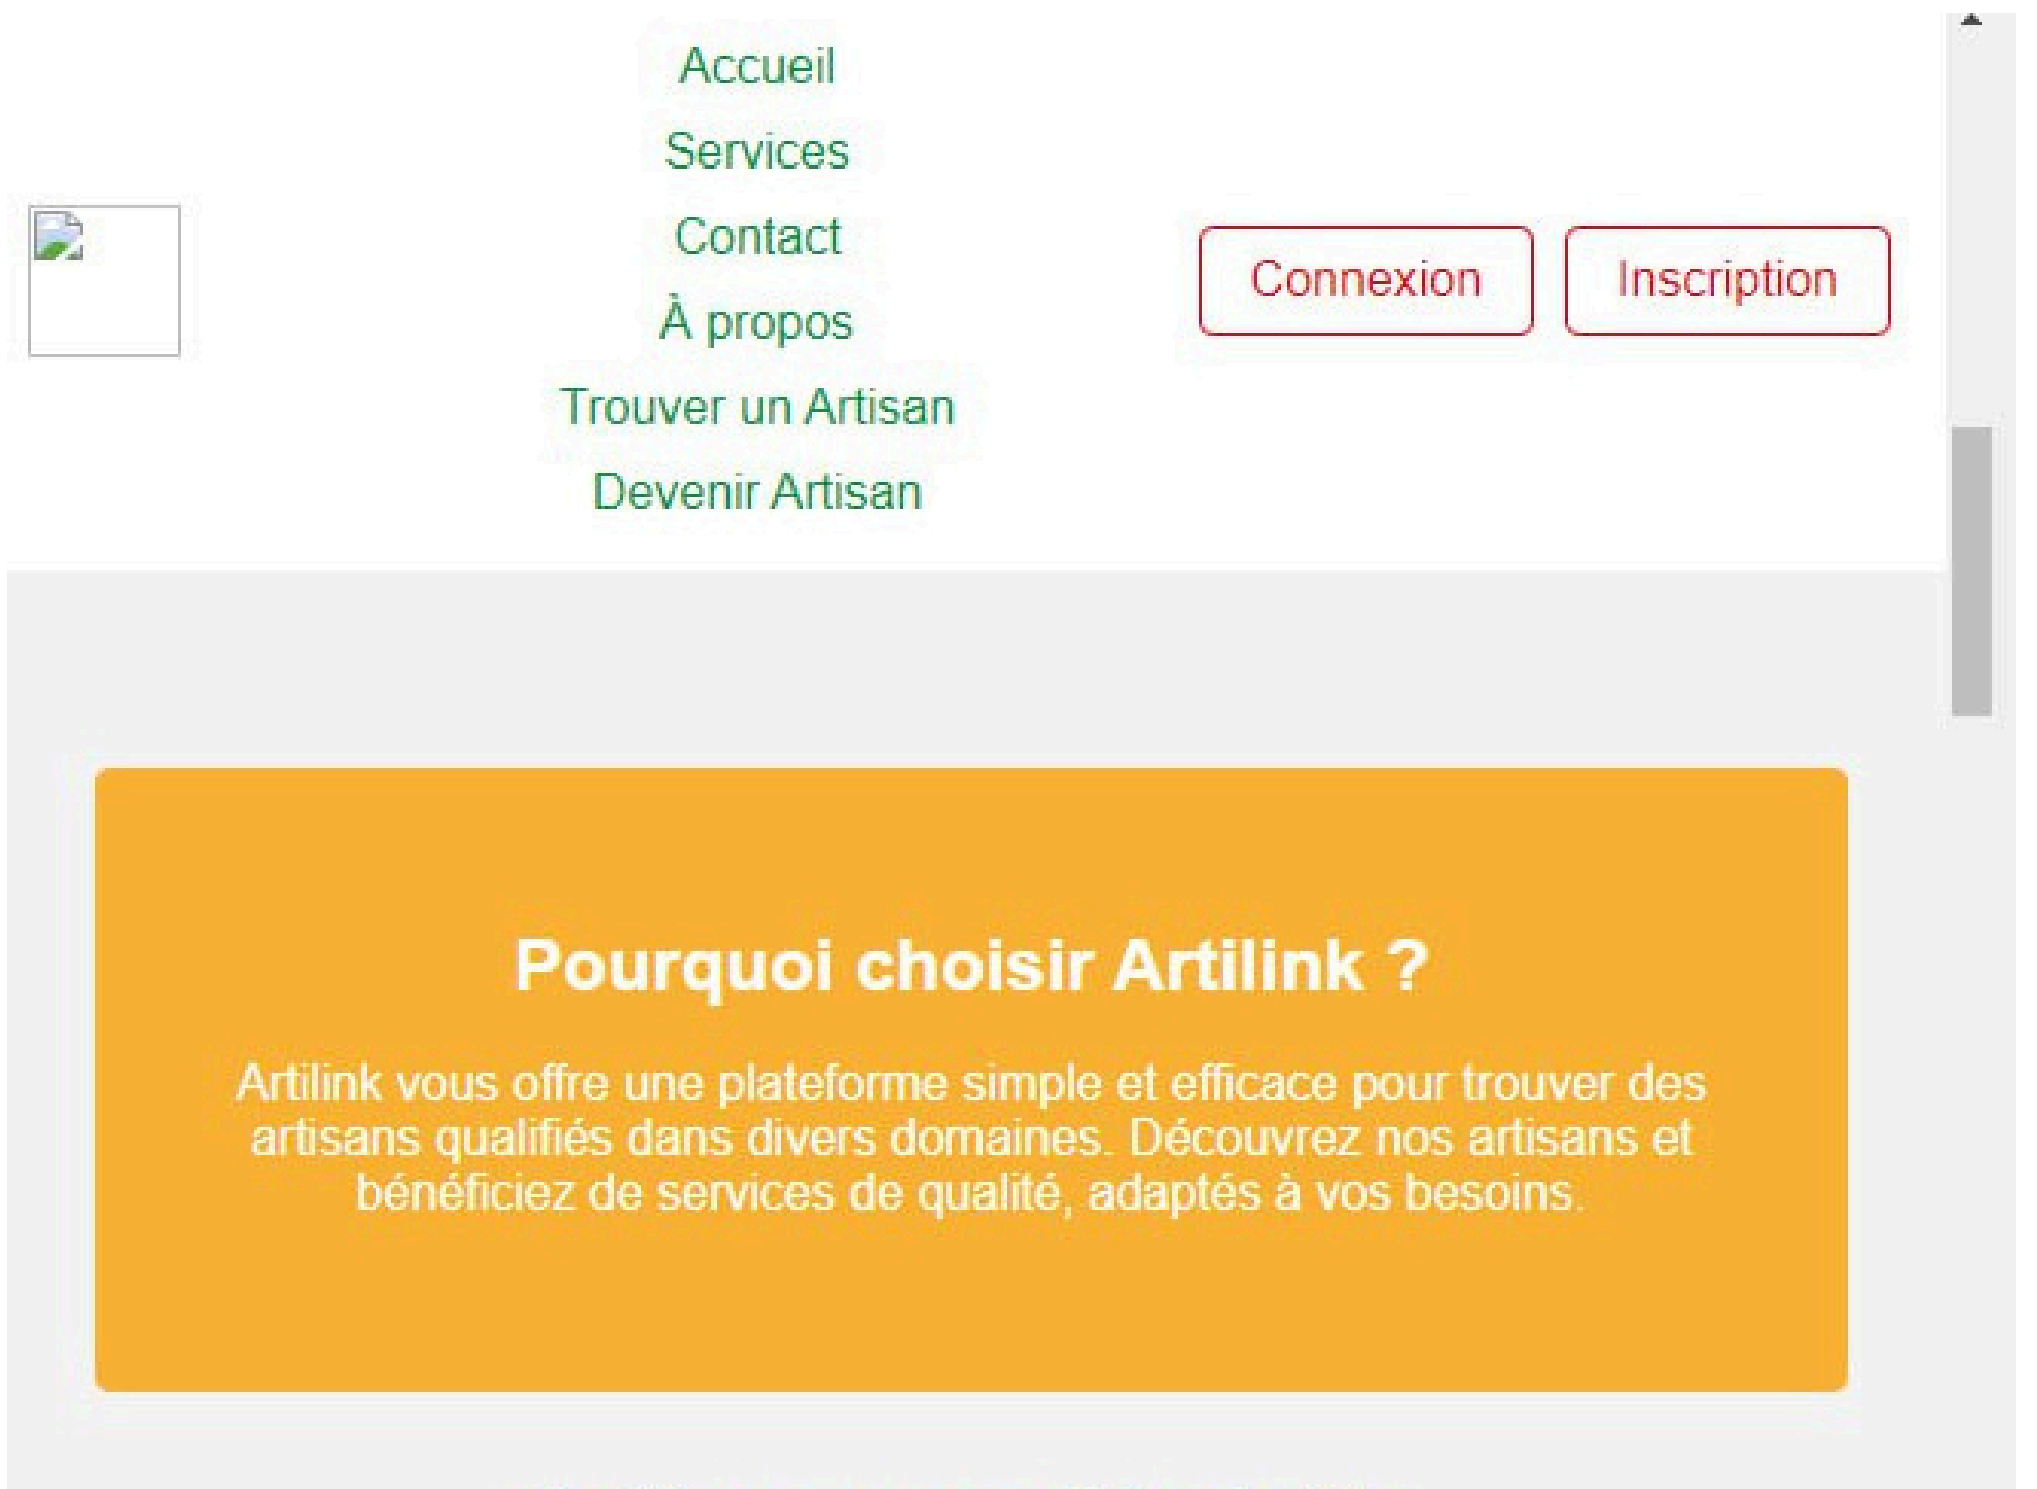 Accueil
Services
Contact
À propos
Trouver un Artisan
Devenir Artisan
Connexion
Inscription
Pourquoi choisir Artilink ?
Artilink vous offre une plateforme simple et efficace pour trouver des
artisans qualifiés dans divers domaines. Découvrez nos artisans et
bénéficiez de services de qualité, adaptés à vos besoins.